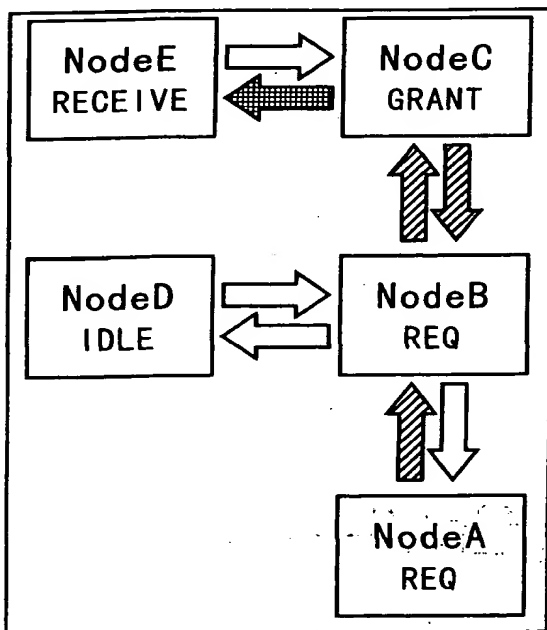 NodeE
RECEIVE
NodeC
GRANT
NodeD
IDLE
NodeB
REQ
NodeA
REQ